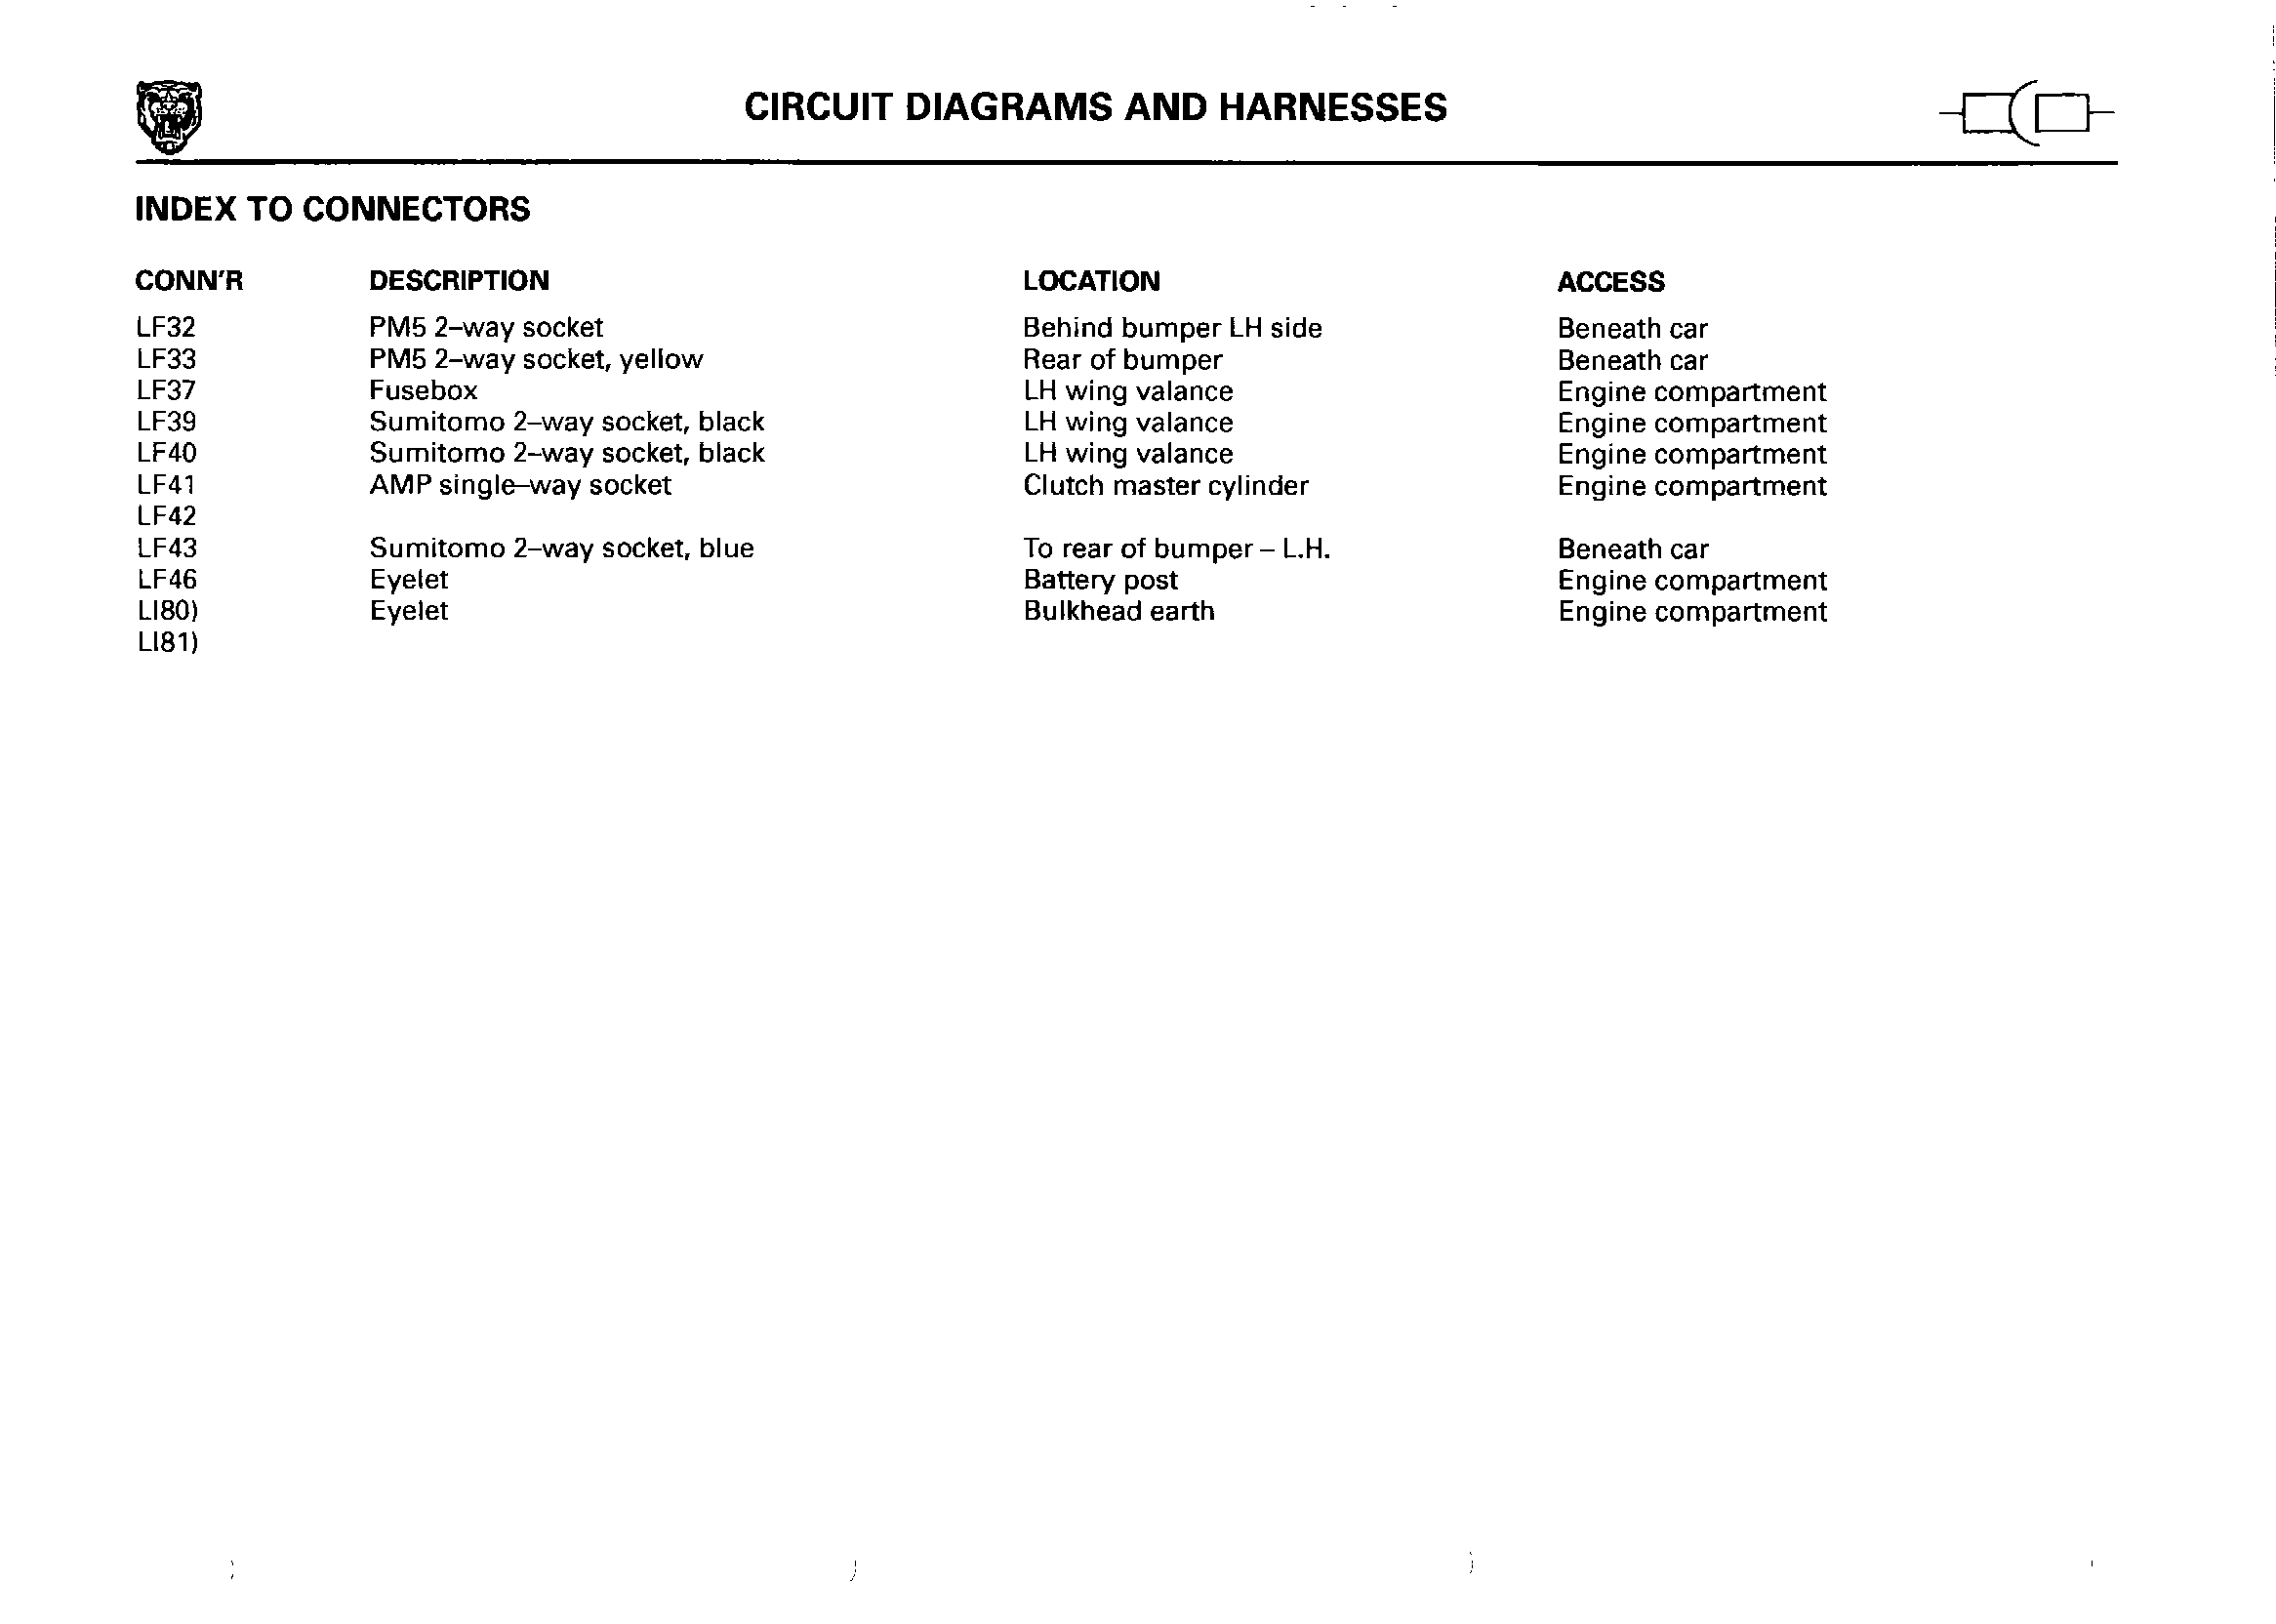 CIRCUIT DIAGRAMS AND HARNESSES
INDEX TO CONNECTORS
CONN'R DESCRIPTION LOCATION ACCESS
LF32 PM5 2–way socket Behind bumper LH side Beneath car
LF33 PM5 2–way socket, yellow Rear of bumper Beneath car
LF37 Fusebox LH wing valance Engine compartment
LF39 Sumitomo 2–way socket, black LH wing valance Engine compartment
LF40 Sumitomo 2–way socket, black LH wing valance Engine compartment
LF41 AMP single–way socket Clutch master cylinder Engine compartment
LF42
LF43 Sumitomo 2–way socket, blue To rear of bumper – L.H. Beneath car
LF46 Eyelet Battery post Engine compartment
LI80) Eyelet Bulkhead earth Engine compartment
LI81)